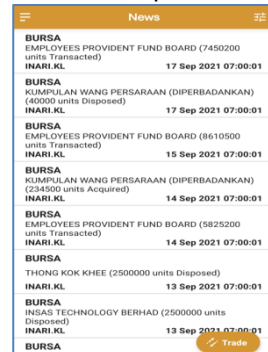 News
BURSA
EMPLOYEES PROVIDENT FUND BOARD (7450200
units Transacted)
INARI.KL 17 Sep 2021 07:00:01
BURSA
KUMPULAN WANG PERSARAAN (DIPERBADANKAN)
(40000 units Disposed)
INARI.KL 17 Sep 2021 07:00:01
BURSA
EMPLOYEES PROVIDENT FUND BOARD (8610500
units Transacted)
INARI.KL 15 Sep 2021 07:00:01
BURSA
KUMPULAN WANG PERSARAAN (DIPERBADANKAN)
(234500 units Acquired)
INARI.KL 14 Sep 2021 07:00:01
BURSA
EMPLOYEES PROVIDENT FUND BOARD (5825200
units Transacted)
INARI.KL 14 Sep 2021 07:00:01
BURSA
THONG KOK KHEE (2500000 units Disposed)
INARI.KL 13 Sep 2021 07:00:01
BURSA
INSAS TECHNOLOGY BERHAD (2500000 units
Disposed)
INARI.KL 13 Sep 2021 07:00:01
BURSA
Trade